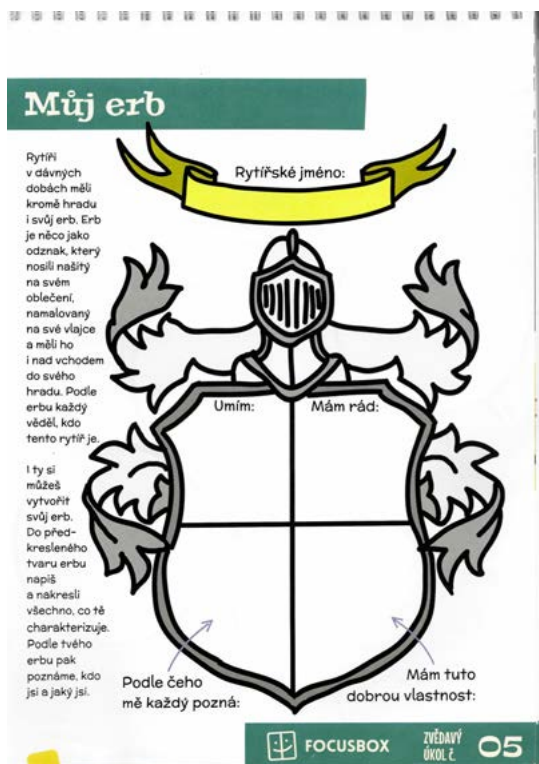 Můj erb
Rytíři
v dávných
dobách měli
kromě hradu
i svůj erb. Erb
je něco jako
odznak, který
nosili našitý
na svém
oblečení,
namalovaný
na své vlajce
a měli ho
i nad vchodem
do svého
hradu. Podle
erbu každý
věděl, kdo
tento rytíř je.
I ty si
můžeš
vytvořit
svůj erb.
Do před-
kresleného
tvaru erbu
napiš
a nakresli
všechno, co tě
charakterizuje.
Podle tvého
erbu pak
poznáme, kdo
jsi a jaký jsi.
Rytířské jméno:
Umím:
Mám rád:
Podle čeho
mě každý pozná:
Mám tuto
dobrou vlastnost:
FOCUSBOX
ZVĚDAVÝ
ÚKOL Č.
05